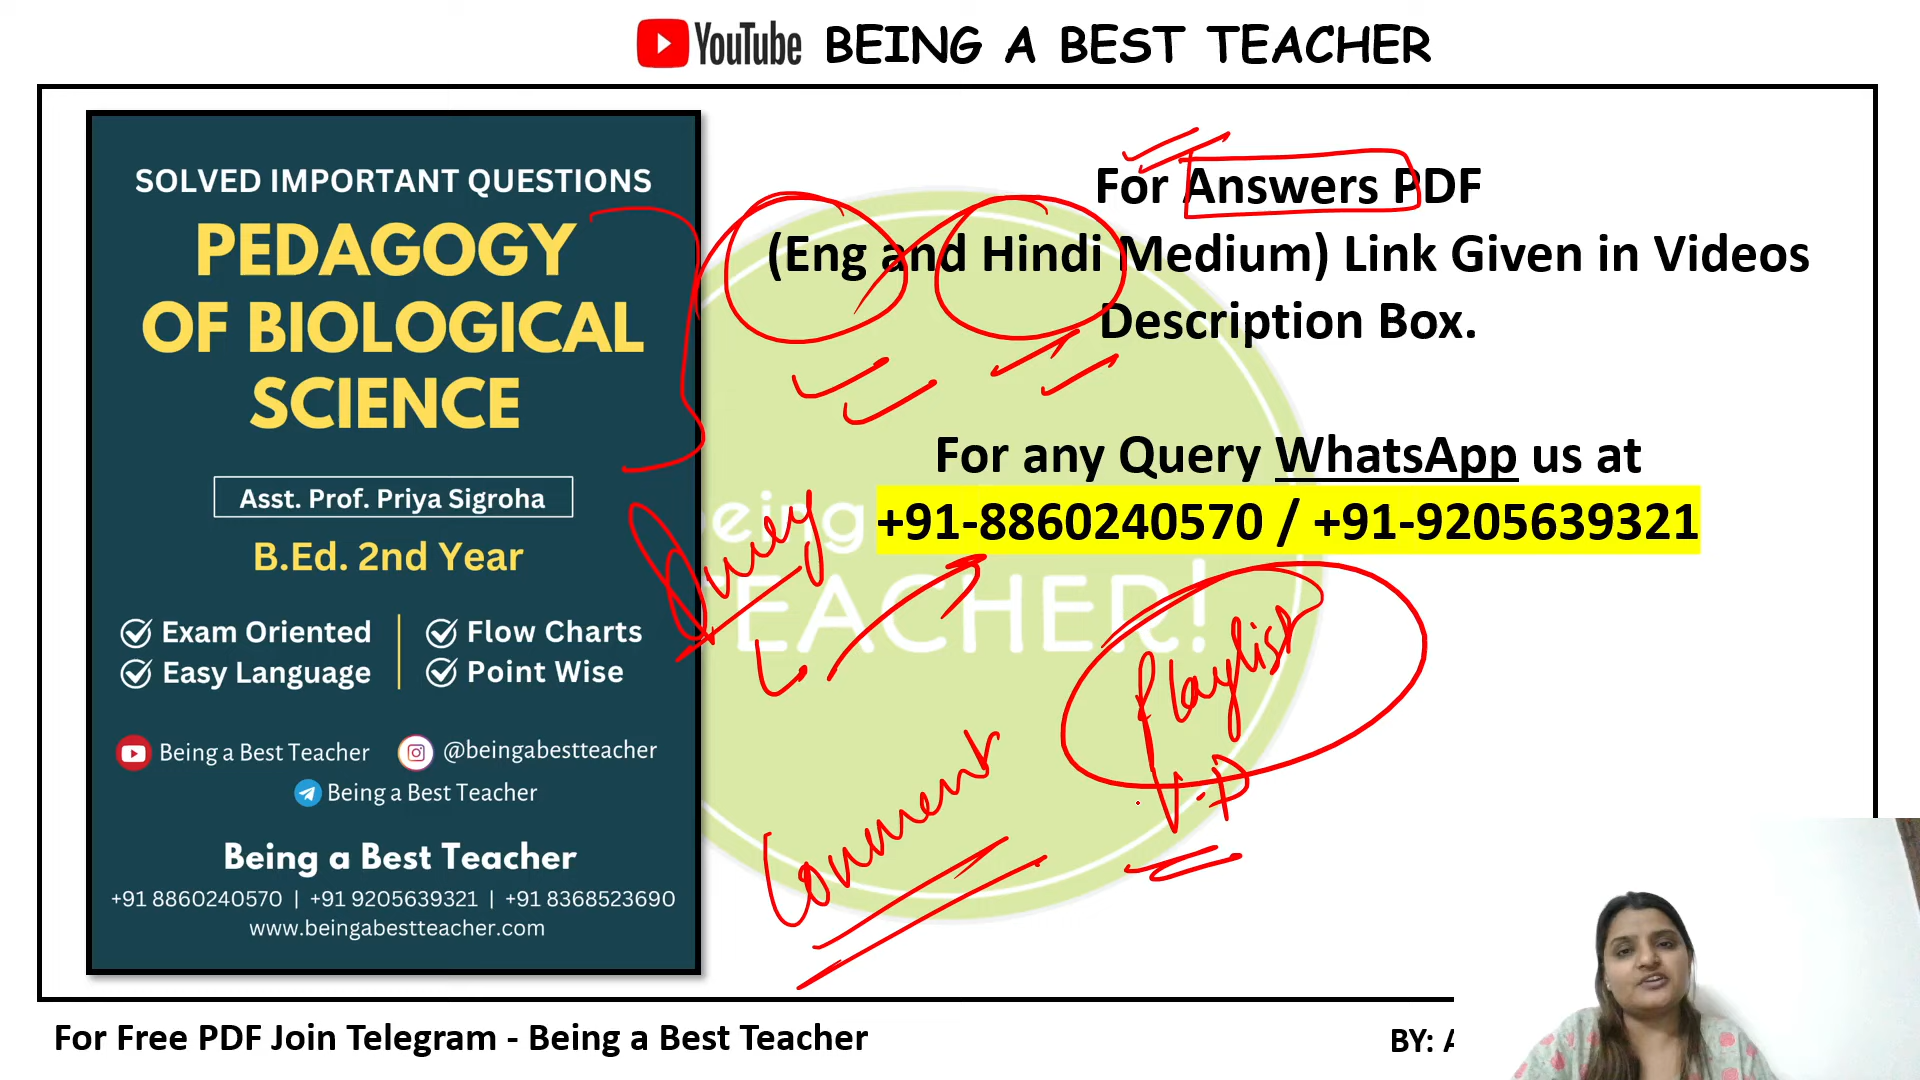 YouTube BEING A BEST TEACHER
SOLVED IMPORTANT QUESTIONS
PEDAGOGY
OF BIOLOGICAL
SCIENCE
Asst. Prof. Priya Sigroha
B.Ed. 2nd Year
Exam Oriented
Flow Charts
Easy Language
Point Wise
Being a Best Teacher
@beingabestteacher
Being a Best Teacher
Being a Best Teacher
+91 8860240570 | +91 9205639321 | +91 8368523690
www.beingabestteacher.com
For Answers PDF
(Eng and Hindi Medium) Link Given in Videos
Description Box.
For any Query WhatsApp us at
+91-8860240570 / +91-9205639321
being
TEACHER!
Query
Playlist
V.D
Comment
For Free PDF Join Telegram - Being a Best Teacher
BY: A